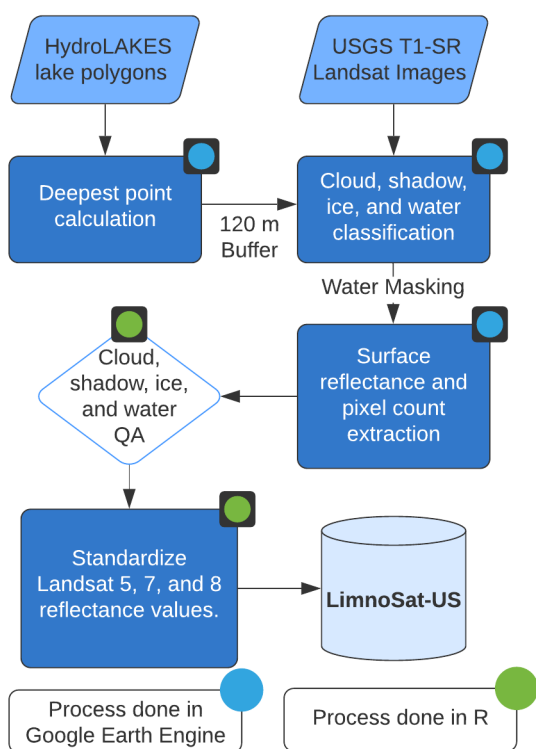 HydroLAKES
lake polygons
USGS T1-SR
Landsat Images
Deepest point
calculation
120 m
Buffer
Cloud, shadow,
ice, and water
classification
Water Masking
Surface
reflectance and
pixel count
extraction
Cloud,
shadow, ice,
and water
QA
Standardize
Landsat 5, 7, and 8
reflectance values.
LimnoSat-US
Process done in
Google Earth Engine
Process done in R